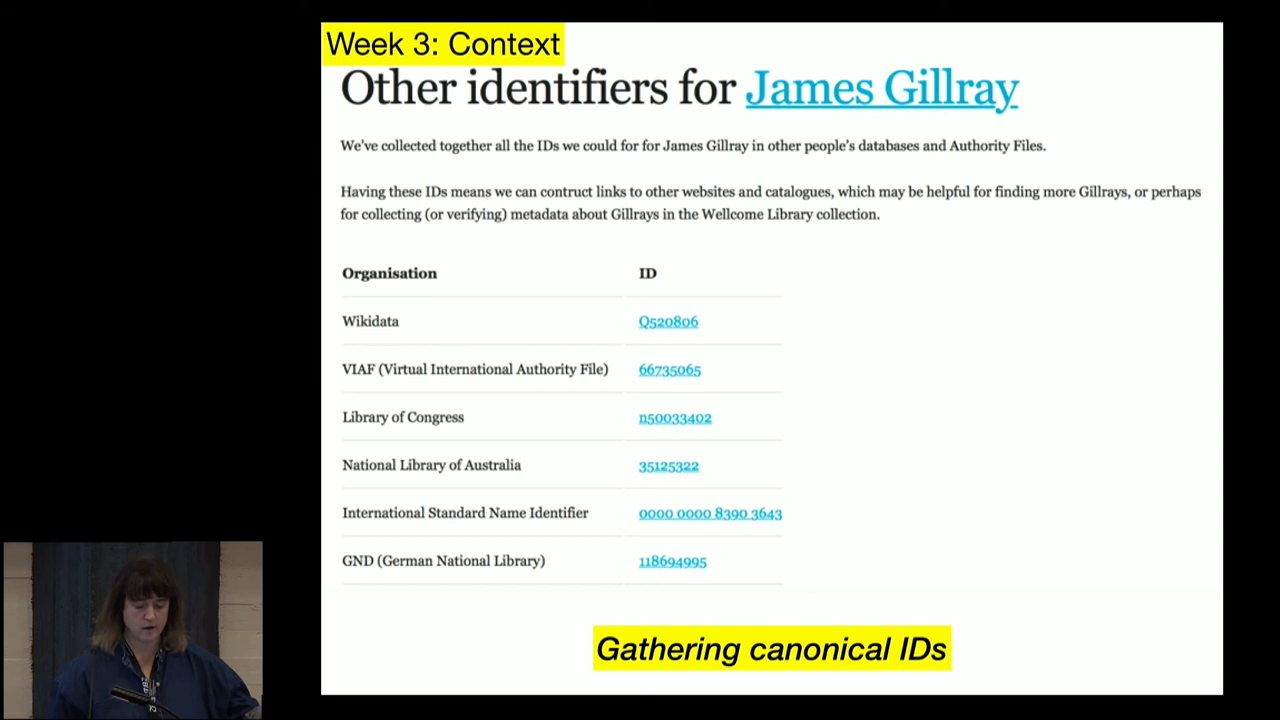 Week 3: Context
Other identifiers for James Gillray
We've collected together all the IDs we could for for James Gillray in other people's databases and Authority Files.
Having these IDs means we can contruct links to other websites and catalogues, which may be helpful for finding more Gillrays, or perhaps
for collecting (or verifying) metadata about Gillrays in the Wellcome Library collection.
Organisation ID
Wikidata Q520806
VIAF (Virtual International Authority File) 66735065
Library of Congress n50033402
National Library of Australia 35125322
International Standard Name Identifier 0000 0000 8390 3643
GND (German National Library) 118694995
Gathering canonical IDs